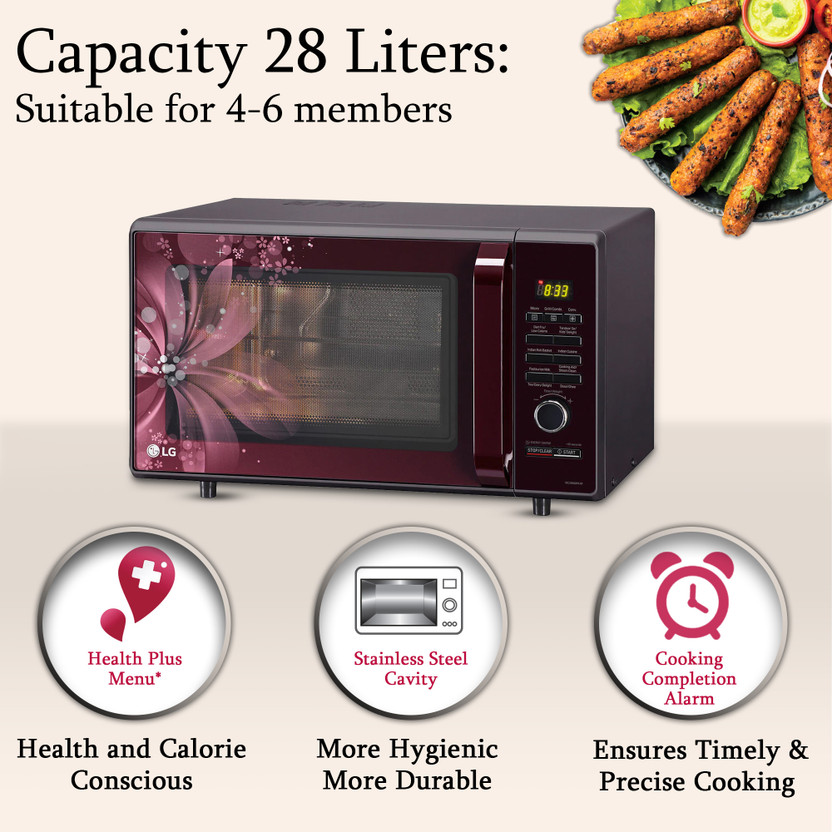 Capacity 28 Liters:
Suitable for 4-6 members
8:33
LG
STOP/CLEAR
START
Health Plus
Menu*
Stainless Steel
Cavity
Cooking
Completion
Alarm
Health and Calorie
Conscious
More Hygienic
More Durable
Ensures Timely &
Precise Cooking